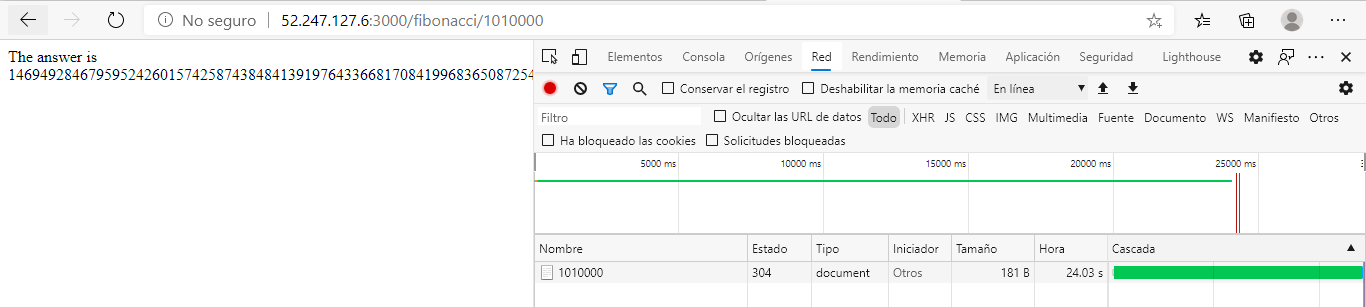 No seguro 52.247.127.6:3000/fibonacci/1010000
The answer is
Elementos Consola Orígenes Red Rendimiento Memoria Aplicación Seguridad Lighthouse
146949284679595242601574258743848413919764336681708419968365087254
Conservar el registro Deshabilitar la memoria caché En línea
Filtro Ocultar las URL de datos Todo XHR JS CSS IMG Multimedia Fuente Documento WS Manifiesto Otros
Ha bloqueado las cookies Solicitudes bloqueadas
5000 ms 10000 ms 15000 ms 20000 ms 25000 ms
Nombre Estado Tipo Iniciador Tamaño Hora Cascada
1010000 304 document Otros 181 B 24.03 s